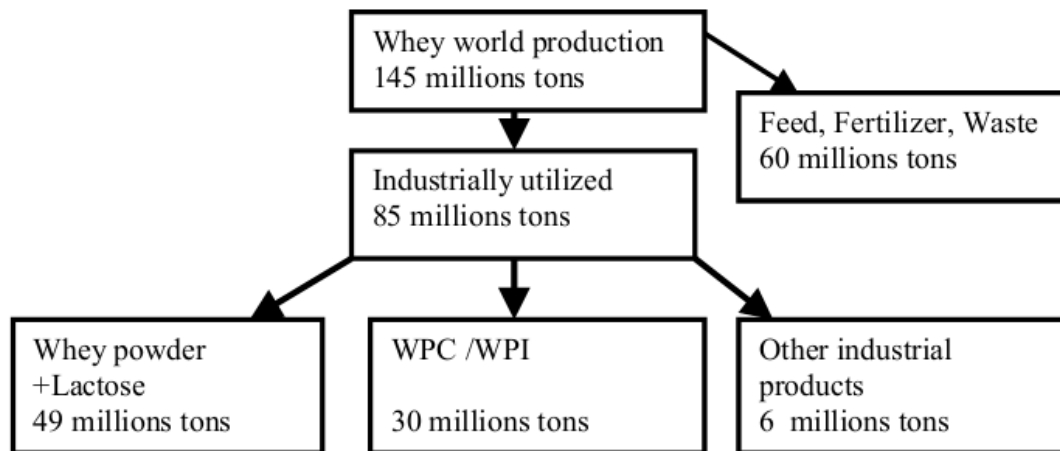 Whey world production
145 millions tons
Feed, Fertilizer, Waste
60 millions tons
Industrially utilized
85 millions tons
Whey powder
+Lactose
49 millions tons
WPC /WPI
30 millions tons
Other industrial
products
6 millions tons